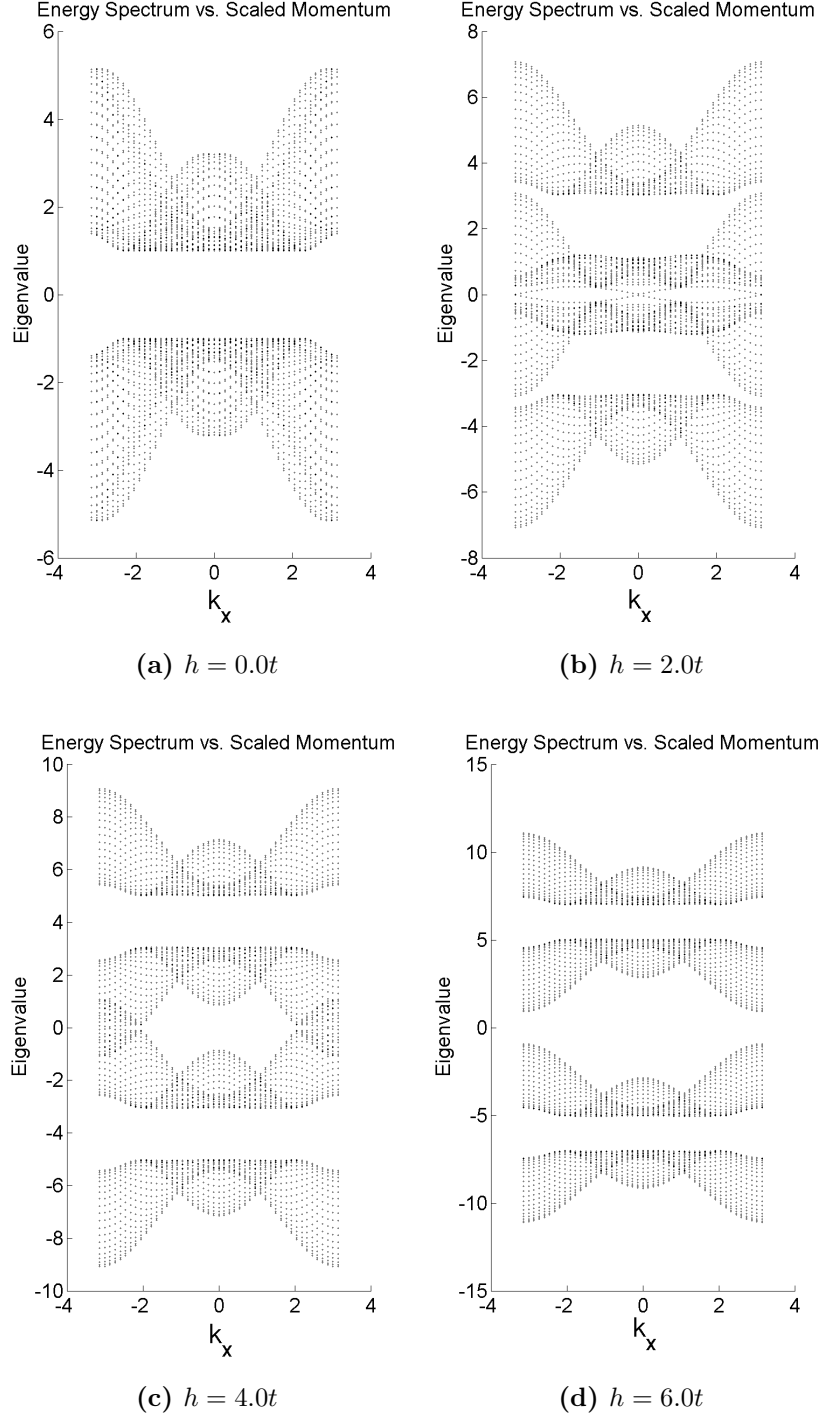 Energy Spectrum vs. Scaled Momentum
6
4
2
0
-2
-4
-6
Eigenvalue
-4 -2 0 2 4
k_x
(a) h = 0.0t
Energy Spectrum vs. Scaled Momentum
8
6
4
2
0
-2
-4
-6
-8
Eigenvalue
-4 -2 0 2 4
k_x
(b) h = 2.0t
Energy Spectrum vs. Scaled Momentum
10
8
6
4
2
0
-2
-4
-6
-8
-10
Eigenvalue
-4 -2 0 2 4
k_x
(c) h = 4.0t
Energy Spectrum vs. Scaled Momentum
15
10
5
0
-5
-10
-15
Eigenvalue
-4 -2 0 2 4
k_x
(d) h = 6.0t